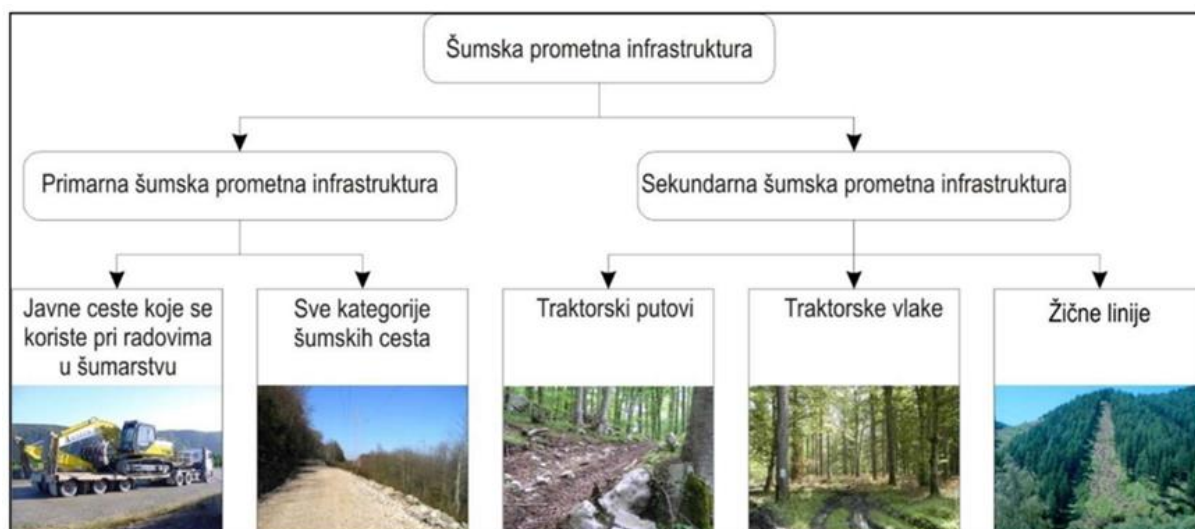 Šumska prometna infrastruktura
Primarna šumska prometna infrastruktura
Sekundarna šumska prometna infrastruktura
Javne ceste koje se
koriste pri radovima
u šumarstvu
Sve kategorije
šumskih cesta
Traktorski putovi
Traktorske vlake
Žične linije